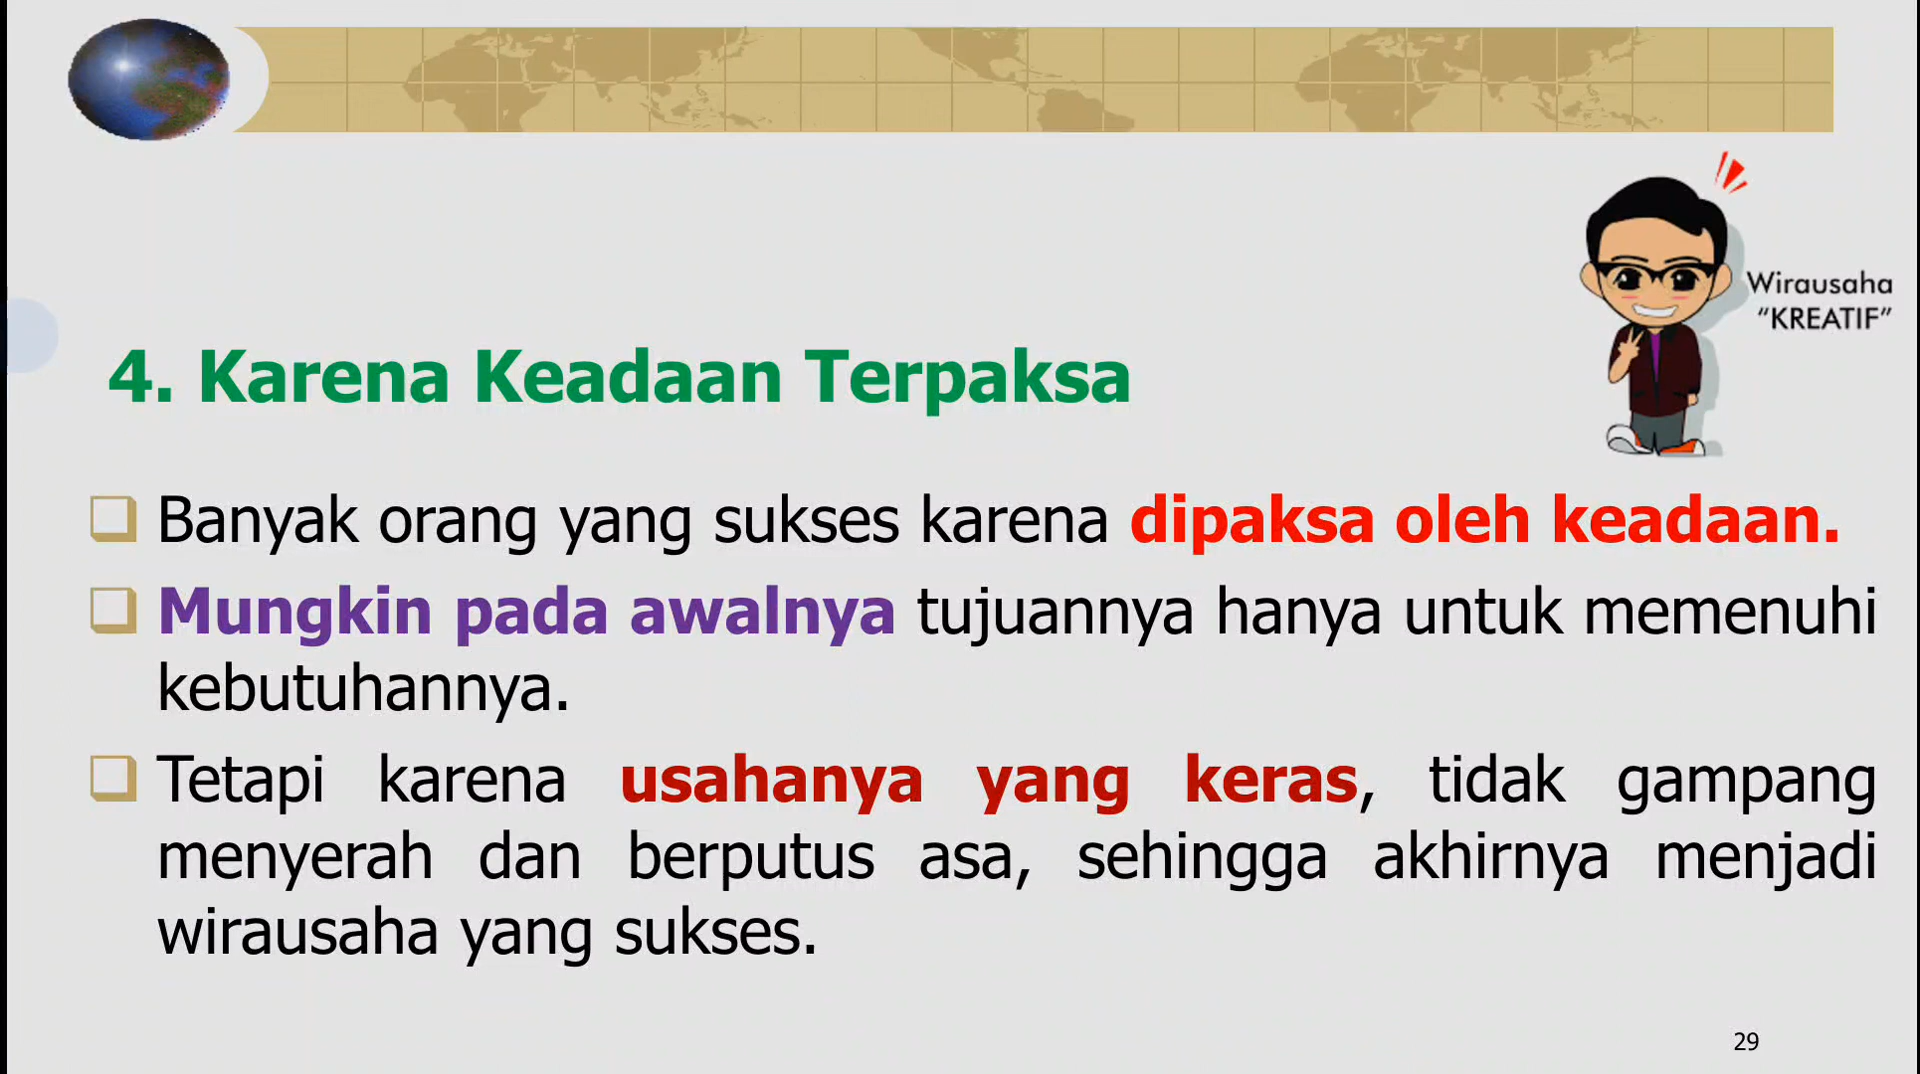 Wirausaha
"KREATIF"
4. Karena Keadaan Terpaksa
Banyak orang yang sukses karena dipaksa oleh keadaan.
Mungkin pada awalnya tujuannya hanya untuk memenuhi
kebutuhannya.
Tetapi karena usahanya yang keras, tidak gampang
menyerah dan berputus asa, sehingga akhirnya menjadi
wirausaha yang sukses.
29